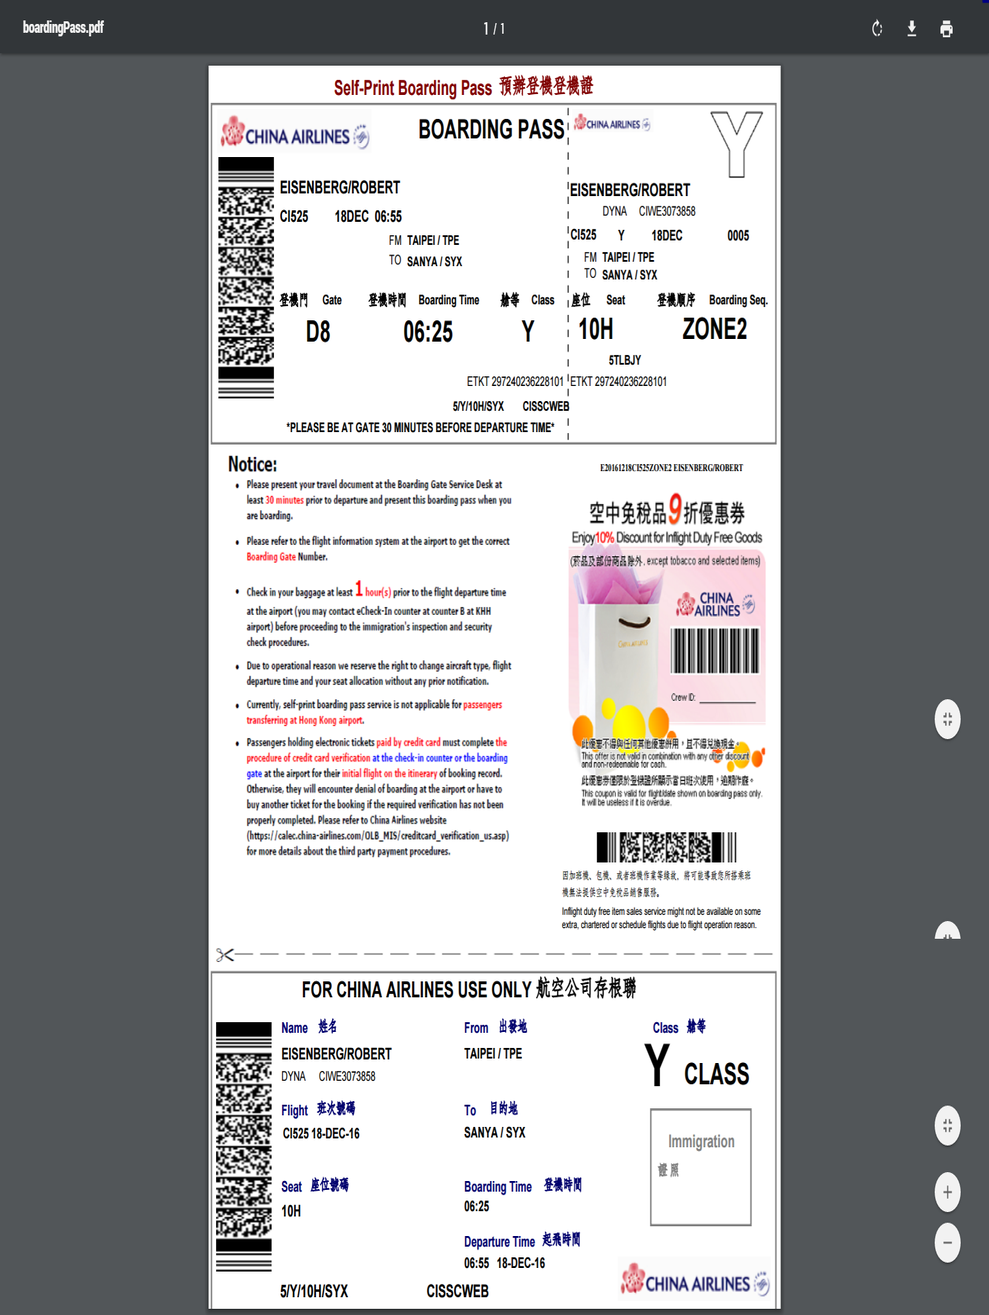 boardingPass.pdf
1 / 1
Self-Print Boarding Pass 預辦登機登機證
CHINA AIRLINES
BOARDING PASS
CHINA AIRLINES
Y
EISENBERG/ROBERT
CI525 18DEC 06:55
FM TAIPEI / TPE
TO SANYA / SYX
登機門 Gate 登機時間 Boarding Time 艙等 Class
D8 06:25 Y
ETKT 297240236228101
5/Y/10H/SYX CISSCWEB
*PLEASE BE AT GATE 30 MINUTES BEFORE DEPARTURE TIME*
EISENBERG/ROBERT
DYNA CIWE3073858
CI525 Y 18DEC 0005
FM TAIPEI / TPE
TO SANYA / SYX
座位 Seat 登機順序 Boarding Seq.
10H ZONE2
5TLBJY
ETKT 297240236228101
Notice:
• Please present your travel document at the Boarding Gate Service Desk at
least 30 minutes prior to departure and present this boarding pass when you
are boarding.
• Please refer to the flight information system at the airport to get the correct
Boarding Gate Number.
• Check in your baggage at least 1 hour(s) prior to the flight departure time
at the airport (you may contact eCheck-In counter at counter B at KHH
airport) before proceeding to the immigration's inspection and security
check procedures.
• Due to operational reason we reserve the right to change aircraft type, flight
departure time and your seat allocation without any prior notification.
• Currently, self-print boarding pass service is not applicable for passengers
transferring at Hong Kong airport.
• Passengers holding electronic tickets paid by credit card must complete the
procedure of credit card verification at the check-in counter or the boarding
gate at the airport for their initial flight on the itinerary of booking record.
Otherwise, they will encounter denial of boarding at the airport or have to
buy another ticket for the booking if the required verification has not been
properly completed. Please refer to China Airlines website
(https://calec.china-airlines.com/OLB_MIS/creditcard_verification_us.asp)
for more details about the third party payment procedures.
E20161218CI525ZONE2 EISENBERG/ROBERT
空中免稅品9折優惠券
Enjoy10% Discount for Inflight Duty Free Goods
(菸品及部份商品除外, except tobacco and selected items)
CHINA
AIRLINES
Crew ID:
此優惠不得與任何其他優惠併用，且不得兌換現金。
This offer is not valid in combination with any other discount
and non-redeemable for cash.
此優惠券僅限於登機證所顯示當日班次使用，逾期作廢。
This coupon is valid for flight/date shown on boarding pass only.
It will be useless if it is overdue.
因加班機、包機、或者班機作業等緣故，將可能導致您所搭乘班
機無法提供空中免稅品銷售服務。
Inflight duty free item sales service might not be available on some
extra, chartered or schedule flights due to flight operation reason.
FOR CHINA AIRLINES USE ONLY 航空公司存根聯
Name 姓名 From 出發地 Class 艙等
EISENBERG/ROBERT TAIPEI / TPE Y CLASS
DYNA CIWE3073858
Flight 班次號碼 To 目的地
CI525 18-DEC-16 SANYA / SYX
Immigration
證照
Seat 座位號碼 Boarding Time 登機時間
10H 06:25
Departure Time 起飛時間
06:55 18-DEC-16
5/Y/10H/SYX CISSCWEB
CHINA AIRLINES